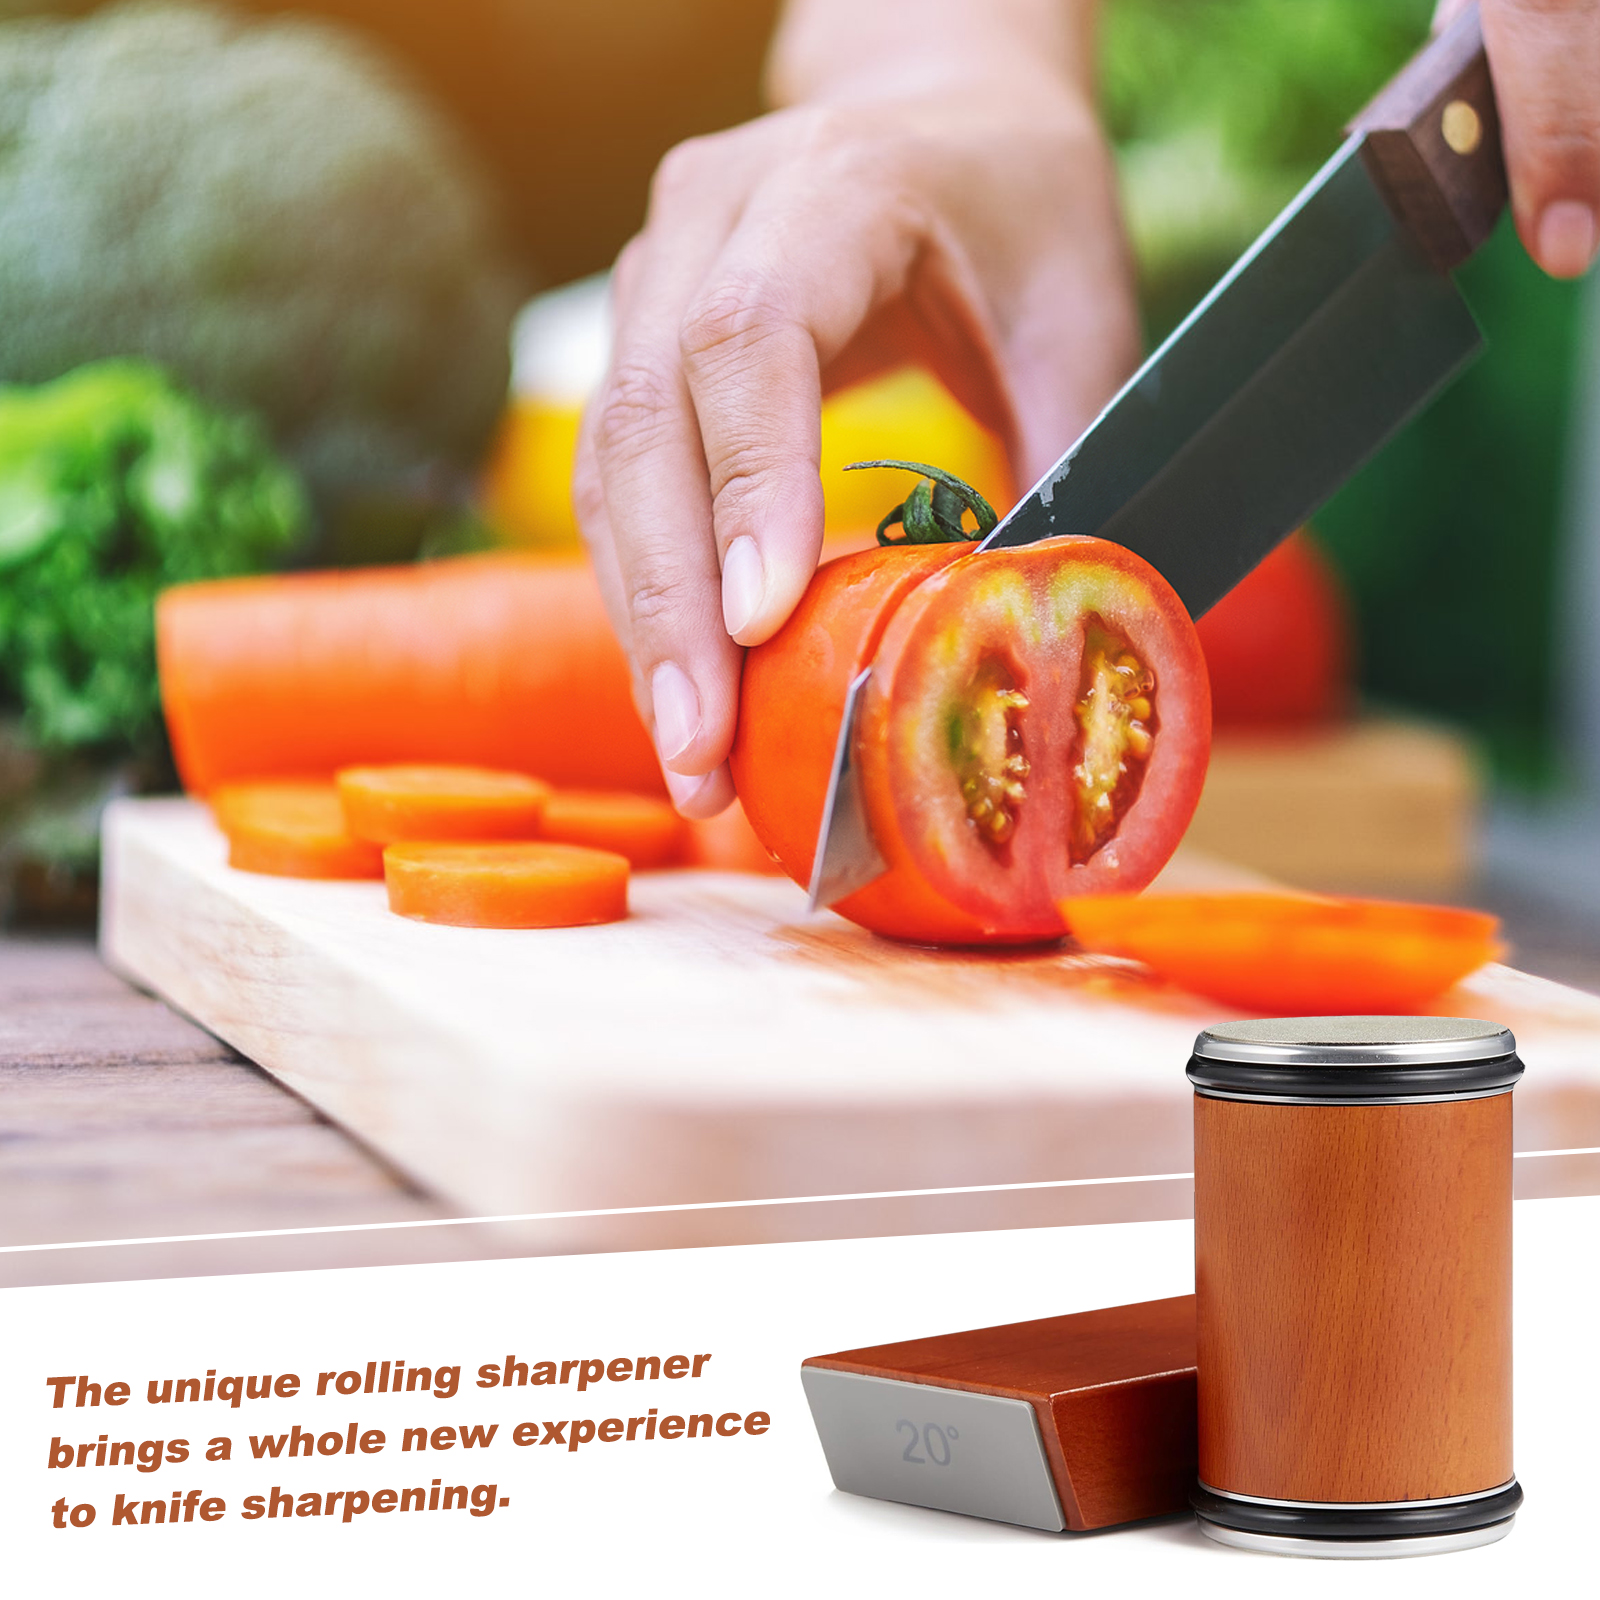 The unique rolling sharpener
brings a whole new experience
to knife sharpening.
20°